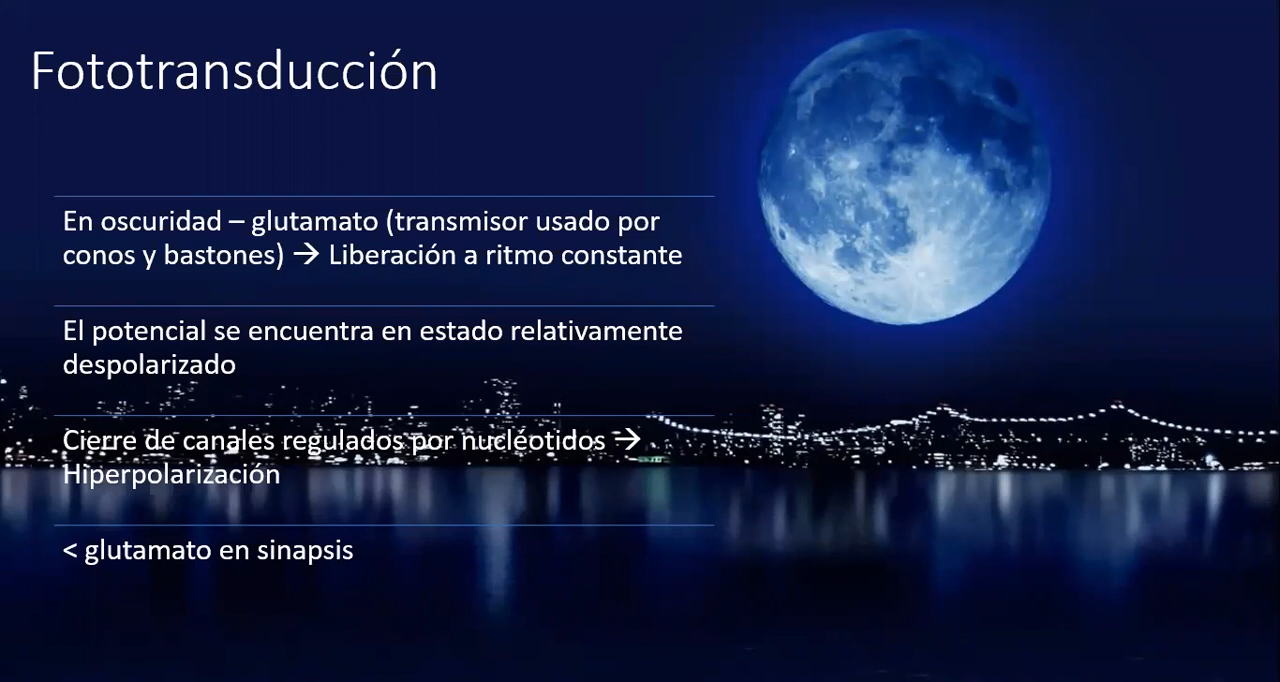 Fototransducción
En oscuridad – glutamato (transmisor usado por
conos y bastones) → Liberación a ritmo constante
El potencial se encuentra en estado relativamente
despolarizado
Cierre de canales regulados por nucléotidos →
Hiperpolarización
< glutamato en sinapsis